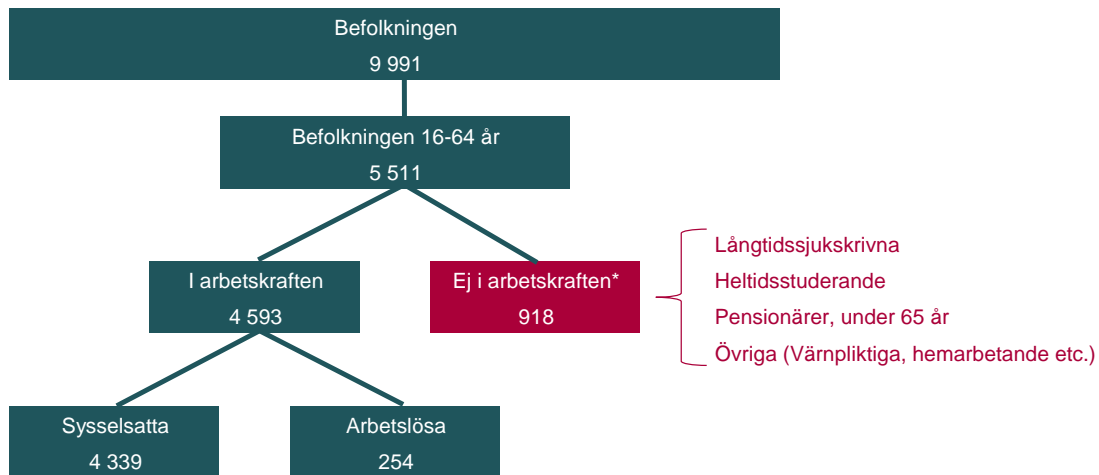 Befolkningen
9 991
Befolkningen 16-64 år
5 511
I arbetskraften
4 593
Ej i arbetskraften*
918
Långtidssjukskrivna
Heltidsstuderande
Pensionärer, under 65 år
Övriga (Värnpliktiga, hemarbetande etc.)
Sysselsatta
4 339
Arbetslösa
254